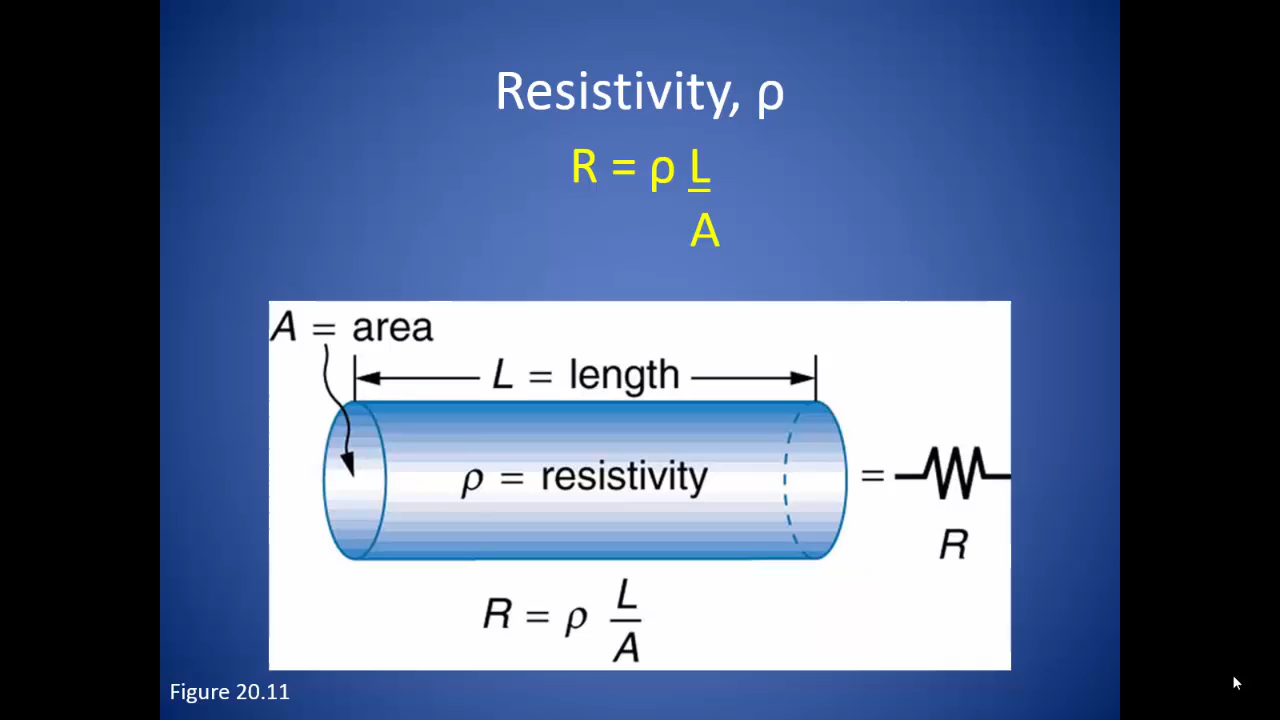 Resistivity, ρ
R = ρ L
A
A = area
L = length
ρ = resistivity
=
R
R = ρ L
A
Figure 20.11